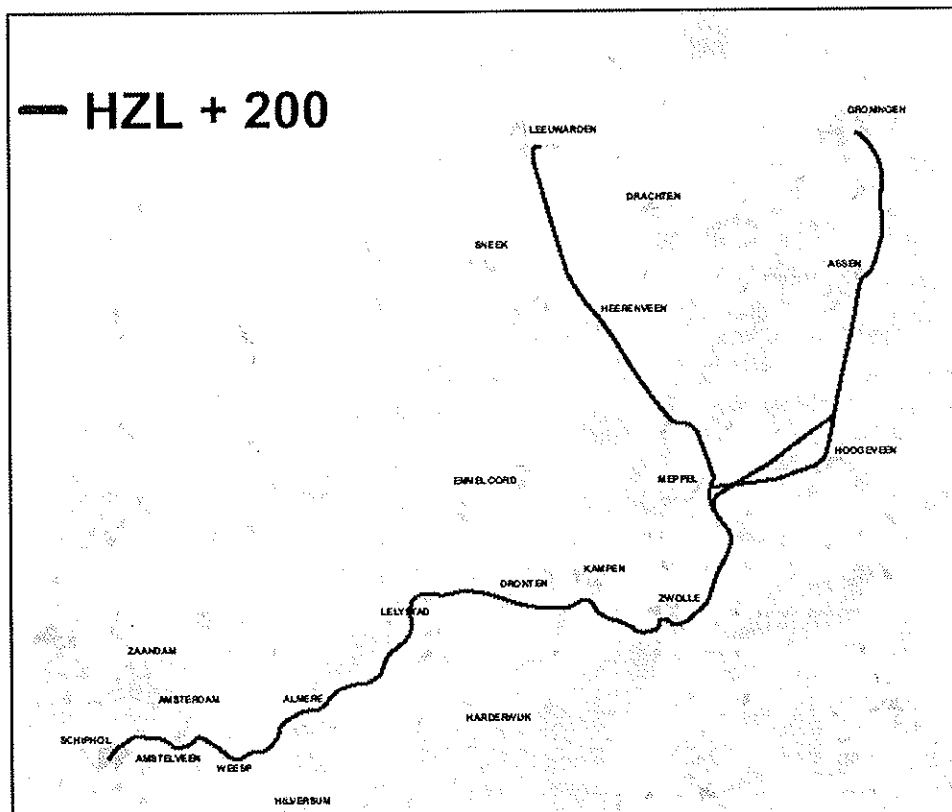 HZL + 200
GRONINGEN
LEEUWARDEN
DRACHTEN
SNEEK
ASSEN
HEERENVEEN
HOOGEVEEN
MEPPEL
EMMELOORD
KAMPEN
DRONTEN
ZWOLLE
LELYSTAD
ZAANDAM
AMSTERDAM
ALMERE
HARDERWIJK
SCHIPHOL
AMSTELVEEN
WEESP
HILVERSUM